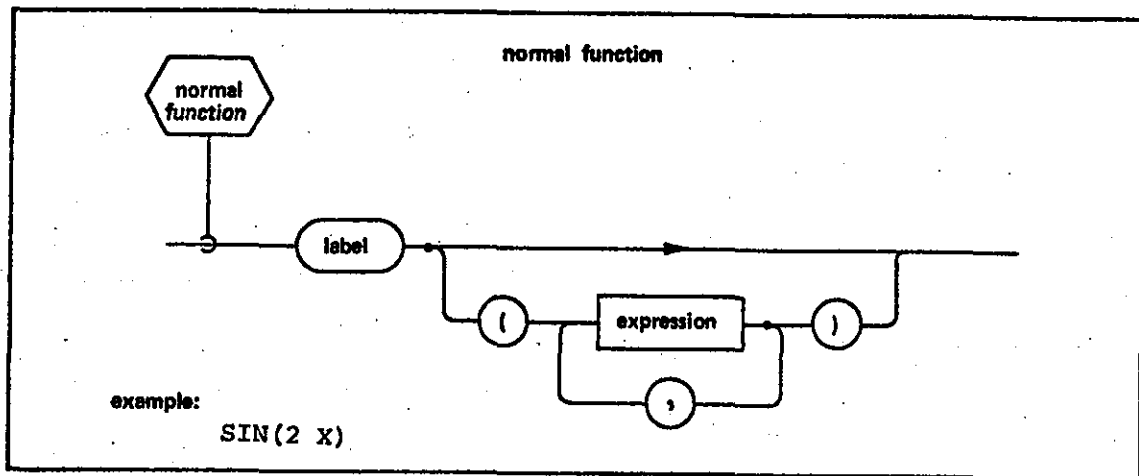 normal function
normal
function
label
( expression )
,
example:
SIN(2 X)